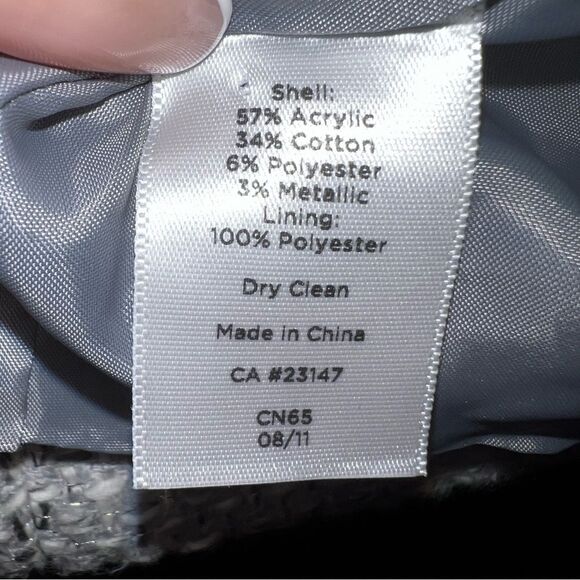 Shell:
57% Acrylic
34% Cotton
6% Polyester
3% Metallic
Lining:
100% Polyester
Dry Clean
Made in China
CA #23147
CN65
08/11